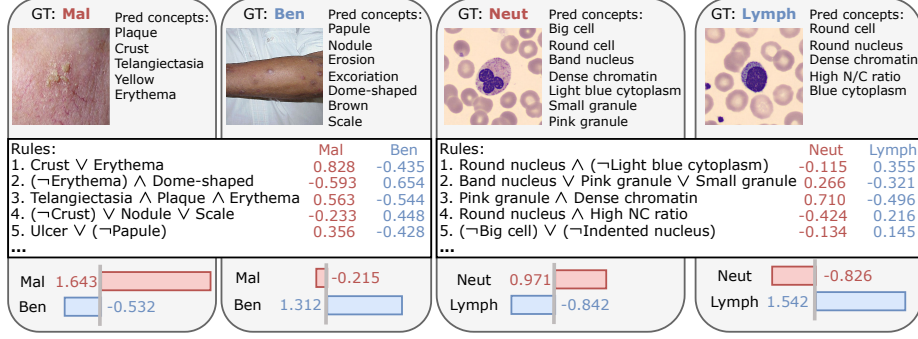 GT: Mal
Pred concepts:
Plaque
Crust
Telangiectasia
Yellow
Erythema
GT: Ben
Pred concepts:
Papule
Nodule
Erosion
Excoriation
Dome-shaped
Brown
Scale
GT: Neut
Pred concepts:
Big cell
Round cell
Band nucleus
Dense chromatin
Light blue cytoplasm
Small granule
Pink granule
GT: Lymph
Pred concepts:
Round cell
Round nucleus
Dense chromatin
High N/C ratio
Blue cytoplasm
Rules: Mal Ben
1. Crust ∨ Erythema 0.828 -0.435
2. (¬Erythema) ∧ Dome-shaped -0.593 0.654
3. Telangiectasia ∧ Plaque ∧ Erythema 0.563 -0.544
4. (¬Crust) ∨ Nodule ∨ Scale -0.233 0.448
5. Ulcer ∨ (¬Papule) 0.356 -0.428
...
Rules: Neut Lymph
1. Round nucleus ∧ (¬Light blue cytoplasm) -0.115 0.355
2. Band nucleus ∨ Pink granule ∨ Small granule 0.266 -0.321
3. Pink granule ∧ Dense chromatin 0.710 -0.496
4. Round nucleus ∧ High NC ratio -0.424 0.216
5. (¬Big cell) ∨ (¬Indented nucleus) -0.134 0.145
...
Mal 1.643
Ben -0.532
Mal -0.215
Ben 1.312
Neut 0.971
Lymph -0.842
Neut -0.826
Lymph 1.542